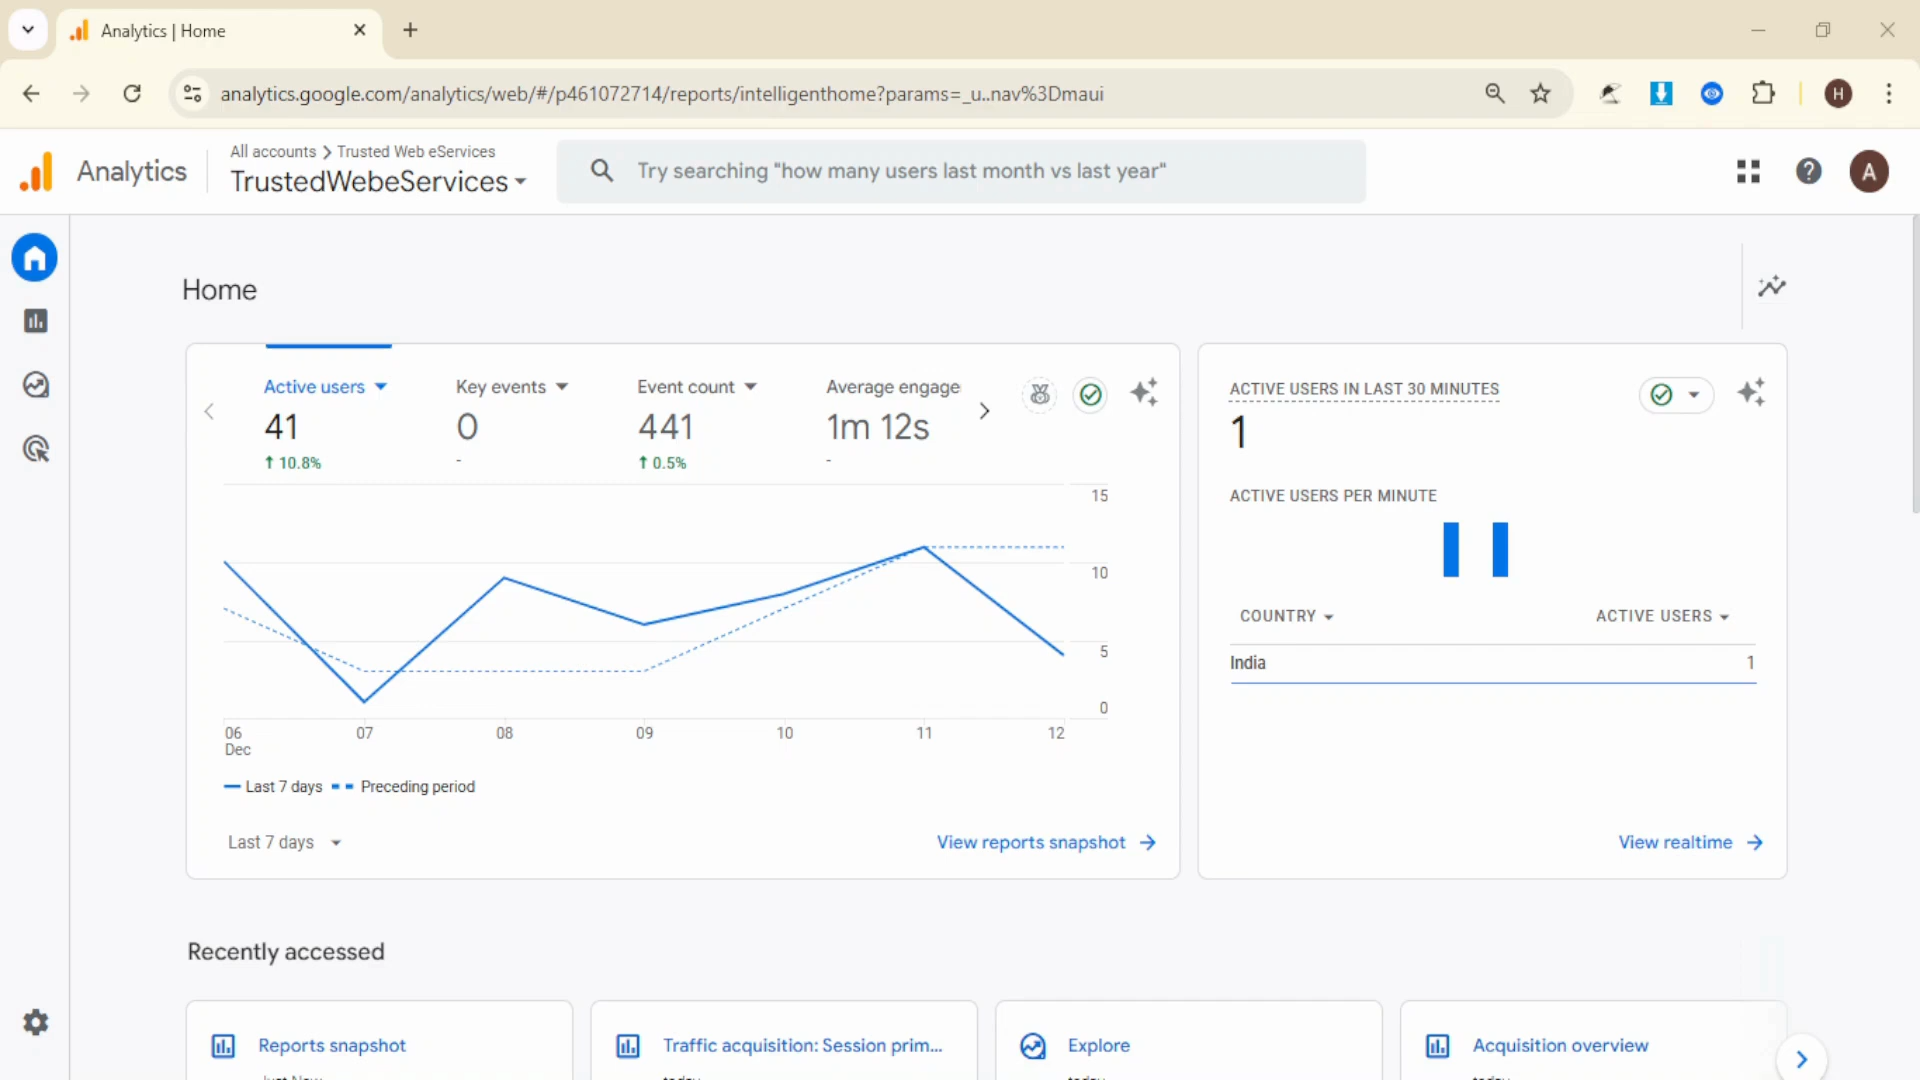 Analytics | Home
analytics.google.com/analytics/web/#/p461072714/reports/intelligenthome?params=_u..nav%3Dmaui
H
Analytics
All accounts > Trusted Web eServices
TrustedWebeServices
Try searching "how many users last month vs last year"
A
Home
Active users
41
10.8%
Key events
0
-
Event count
441
0.5%
Average engage
1m 12s
-
15
10
5
0
06 Dec
07
08
09
10
11
12
Last 7 days
Preceding period
Last 7 days
View reports snapshot
ACTIVE USERS IN LAST 30 MINUTES
1
ACTIVE USERS PER MINUTE
COUNTRY
ACTIVE USERS
India
1
View realtime
Recently accessed
Reports snapshot
Just Now
Traffic acquisition: Session prim...
today
Explore
today
Acquisition overview
today